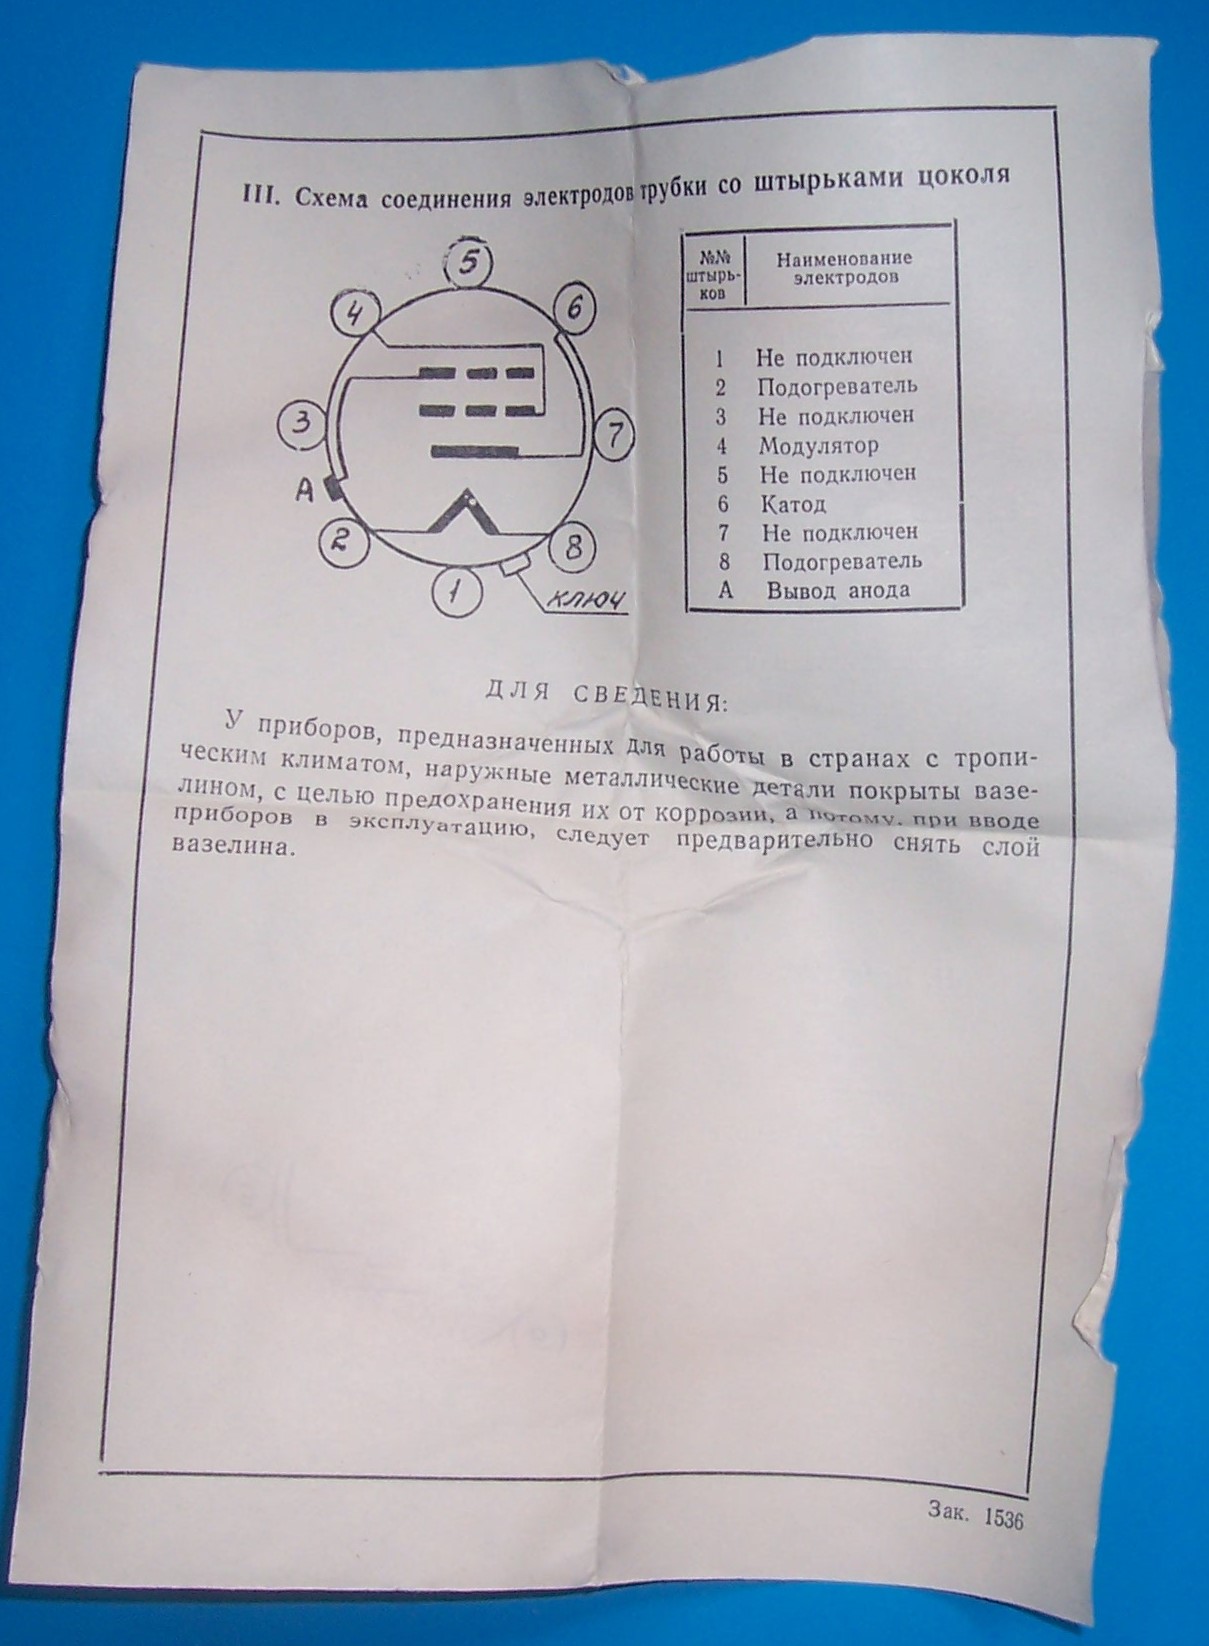 III. Схема соединения электродов трубки со штырьками цоколя
5
4
6
3
7
А
2
8
1
КЛЮЧ
№№ штырь- ков
Наименование электродов
1 Не подключен
2 Подогреватель
3 Не подключен
4 Модулятор
5 Не подключен
6 Катод
7 Не подключен
8 Подогреватель
А Вывод анода
ДЛЯ СВЕДЕНИЯ:
У приборов, предназначенных для работы в странах с тропи-
ческим климатом, наружные металлические детали покрыты вазе-
лином, с целью предохранения их от коррозии, а потому, при вводе
приборов в эксплуатацию, следует предварительно снять слой
вазелина.
Зак. 1536